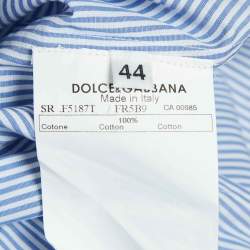 44
DOLCE&GABBANA
Made in Italy
SR .F5187T / FR5B9 CA 00985
100%
Cotone Cotton Cotton